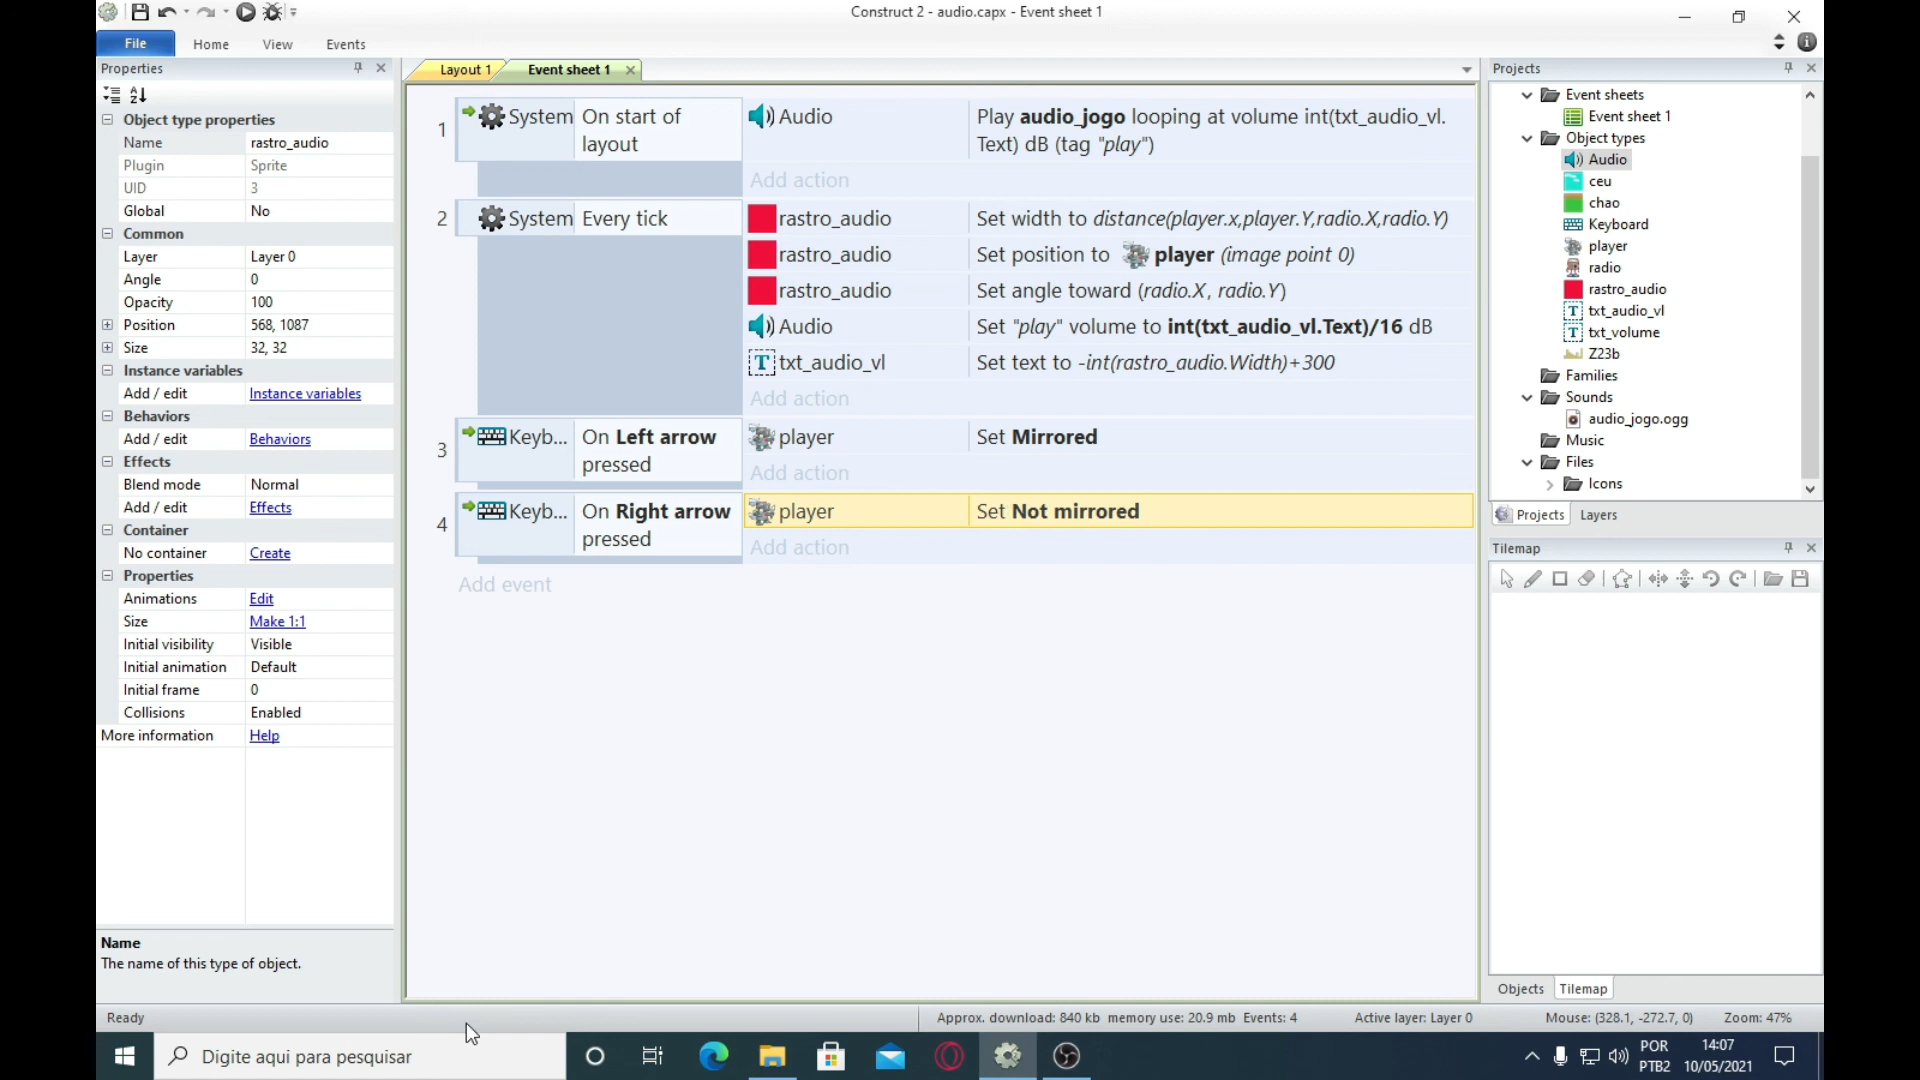 Construct 2 - audio.capx - Event sheet 1
File
Home
View
Events
Properties
Object type properties
Name rastro_audio
Plugin Sprite
UID 3
Global No
Common
Layer Layer 0
Angle 0
Opacity 100
Position 568, 1087
Size 32, 32
Instance variables
Add / edit Instance variables
Behaviors
Add / edit Behaviors
Effects
Blend mode Normal
Add / edit Effects
Container
No container Create
Properties
Animations Edit
Size Make 1:1
Initial visibility Visible
Initial animation Default
Initial frame 0
Collisions Enabled
More information Help
Name
The name of this type of object.
Layout 1
Event sheet 1
1
System
On start of
layout
Audio
Play audio_jogo looping at volume int(txt_audio_vl.
Text) dB (tag "play")
Add action
2
System
Every tick
rastro_audio Set width to distance(player.x,player.Y,radio.X,radio.Y)
rastro_audio Set position to player (image point 0)
rastro_audio Set angle toward (radio.X, radio.Y)
Audio Set "play" volume to int(txt_audio_vl.Text)/16 dB
T txt_audio_vl Set text to -int(rastro_audio.Width)+300
Add action
3
Keyb...
On Left arrow
pressed
player Set Mirrored
Add action
4
Keyb...
On Right arrow
pressed
player Set Not mirrored
Add action
Add event
Projects
Event sheets
Event sheet 1
Object types
Audio
ceu
chao
Keyboard
player
radio
rastro_audio
T txt_audio_vl
T txt_volume
Z23b
Families
Sounds
audio_jogo.ogg
Music
Files
Icons
Projects
Layers
Tilemap
Objects
Tilemap
Ready
Approx. download: 840 kb memory use: 20.9 mb Events: 4
Active layer: Layer 0
Mouse: (328.1, -272.7, 0)
Zoom: 47%
Digite aqui para pesquisar
POR
PTB2
14:07
10/05/2021